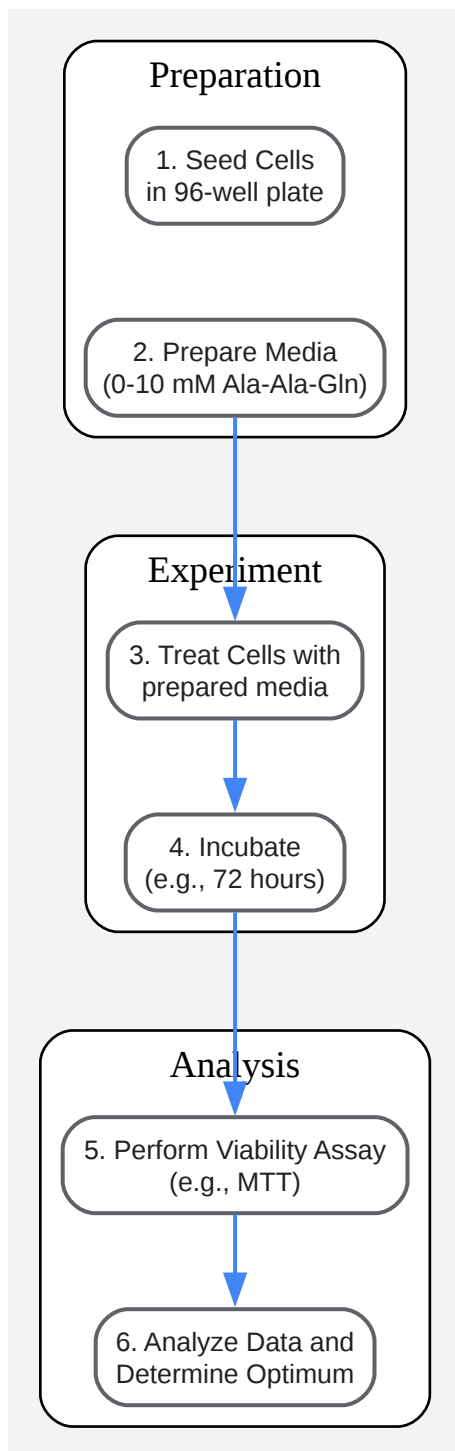 Preparation
1. Seed Cells
in 96-well plate
2. Prepare Media
(0-10 mM Ala-Ala-Gln)
Experiment
3. Treat Cells with
prepared media
4. Incubate
(e.g., 72 hours)
Analysis
5. Perform Viability Assay
(e.g., MTT)
6. Analyze Data and
Determine Optimum